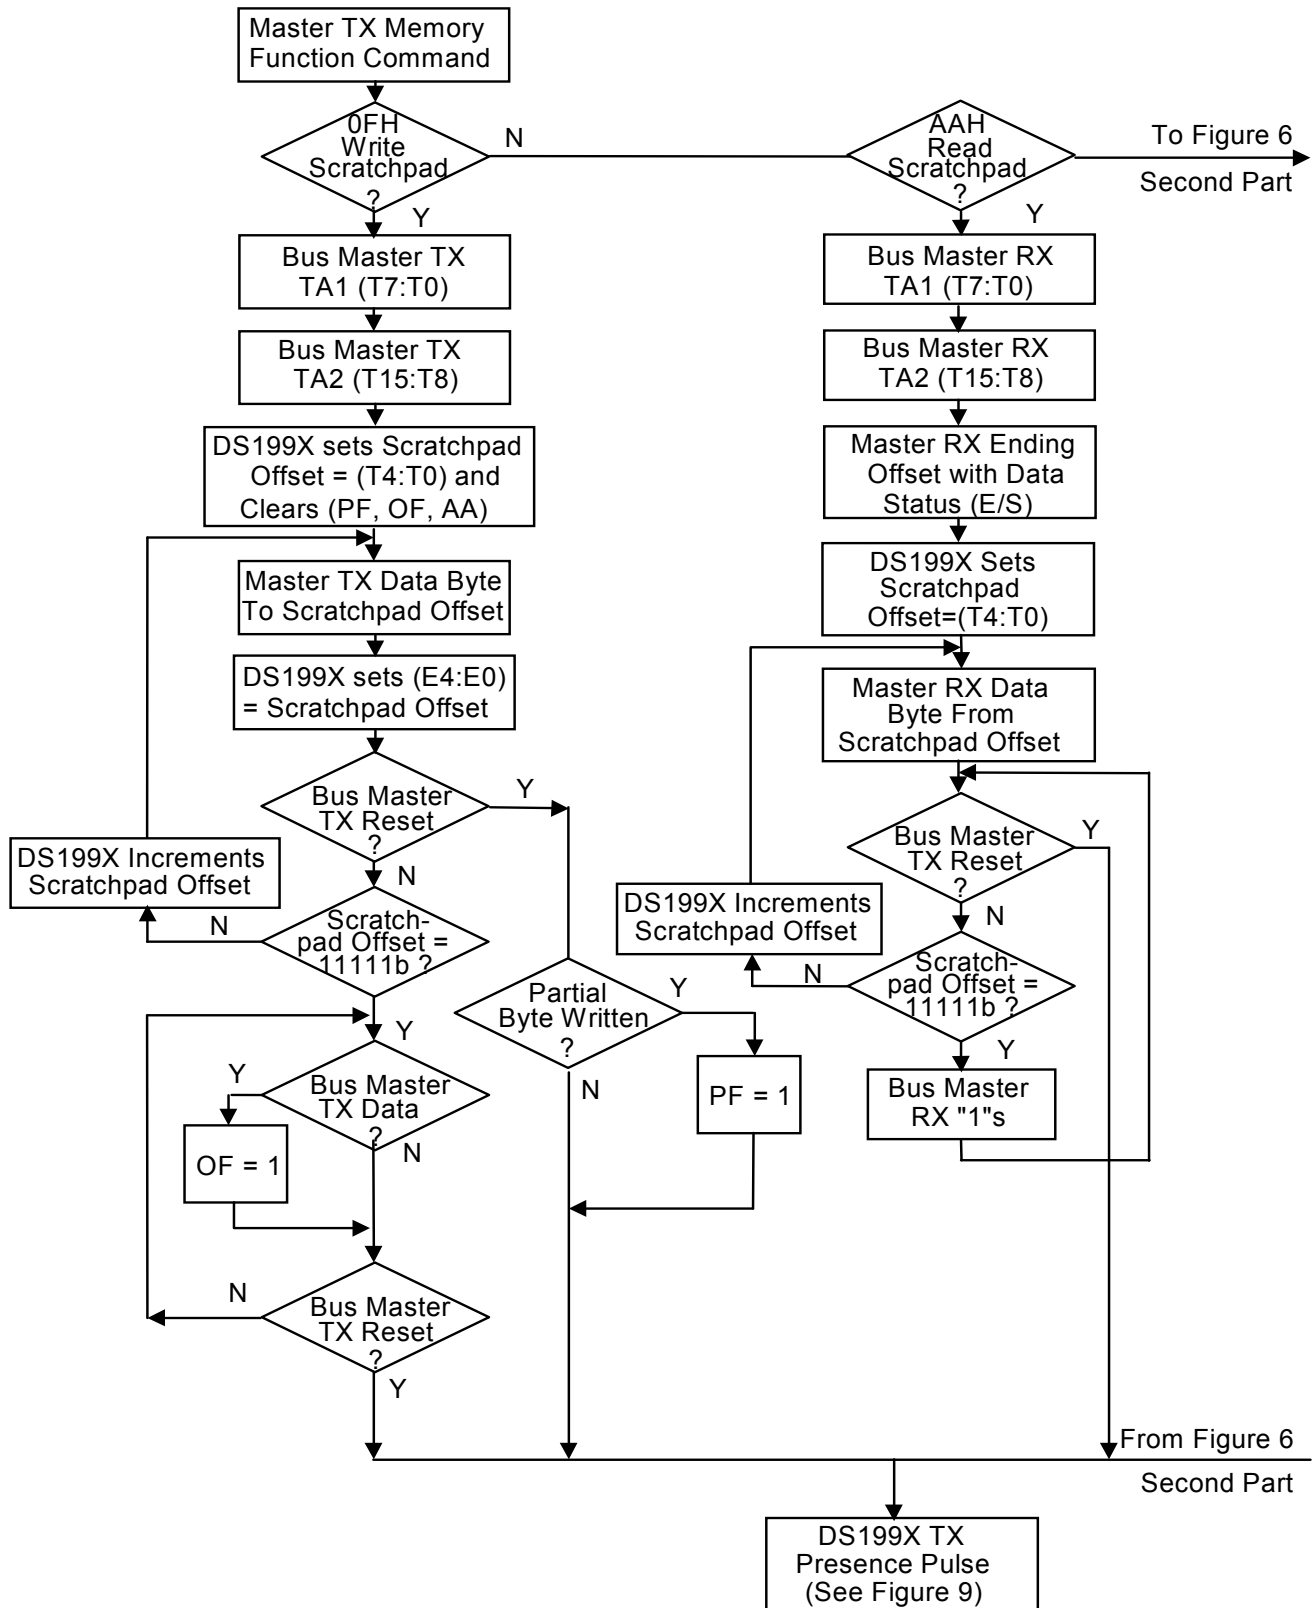 Master TX Memory
Function Command
0FH
Write
Scratchpad
?
N
Y
AAH
Read
Scratchpad
?
Y
To Figure 6
Second Part
Bus Master TX
TA1 (T7:T0)
Bus Master TX
TA2 (T15:T8)
DS199X sets Scratchpad
Offset = (T4:T0) and
Clears (PF, OF, AA)
Master TX Data Byte
To Scratchpad Offset
DS199X sets (E4:E0)
= Scratchpad Offset
Bus Master
TX Reset
?
Y
N
DS199X Increments
Scratchpad Offset
N
Scratch-
pad Offset =
11111b ?
Y
Bus Master
TX Data
?
Y
N
OF = 1
Bus Master
TX Reset
?
N
Y
Partial
Byte Written
?
Y
N
PF = 1
Bus Master RX
TA1 (T7:T0)
Bus Master RX
TA2 (T15:T8)
Master RX Ending
Offset with Data
Status (E/S)
DS199X Sets
Scratchpad
Offset=(T4:T0)
Master RX Data
Byte From
Scratchpad Offset
Bus Master
TX Reset
?
Y
N
DS199X Increments
Scratchpad Offset
N
Scratch-
pad Offset =
11111b ?
Y
Bus Master
RX "1"s
From Figure 6
Second Part
DS199X TX
Presence Pulse
(See Figure 9)